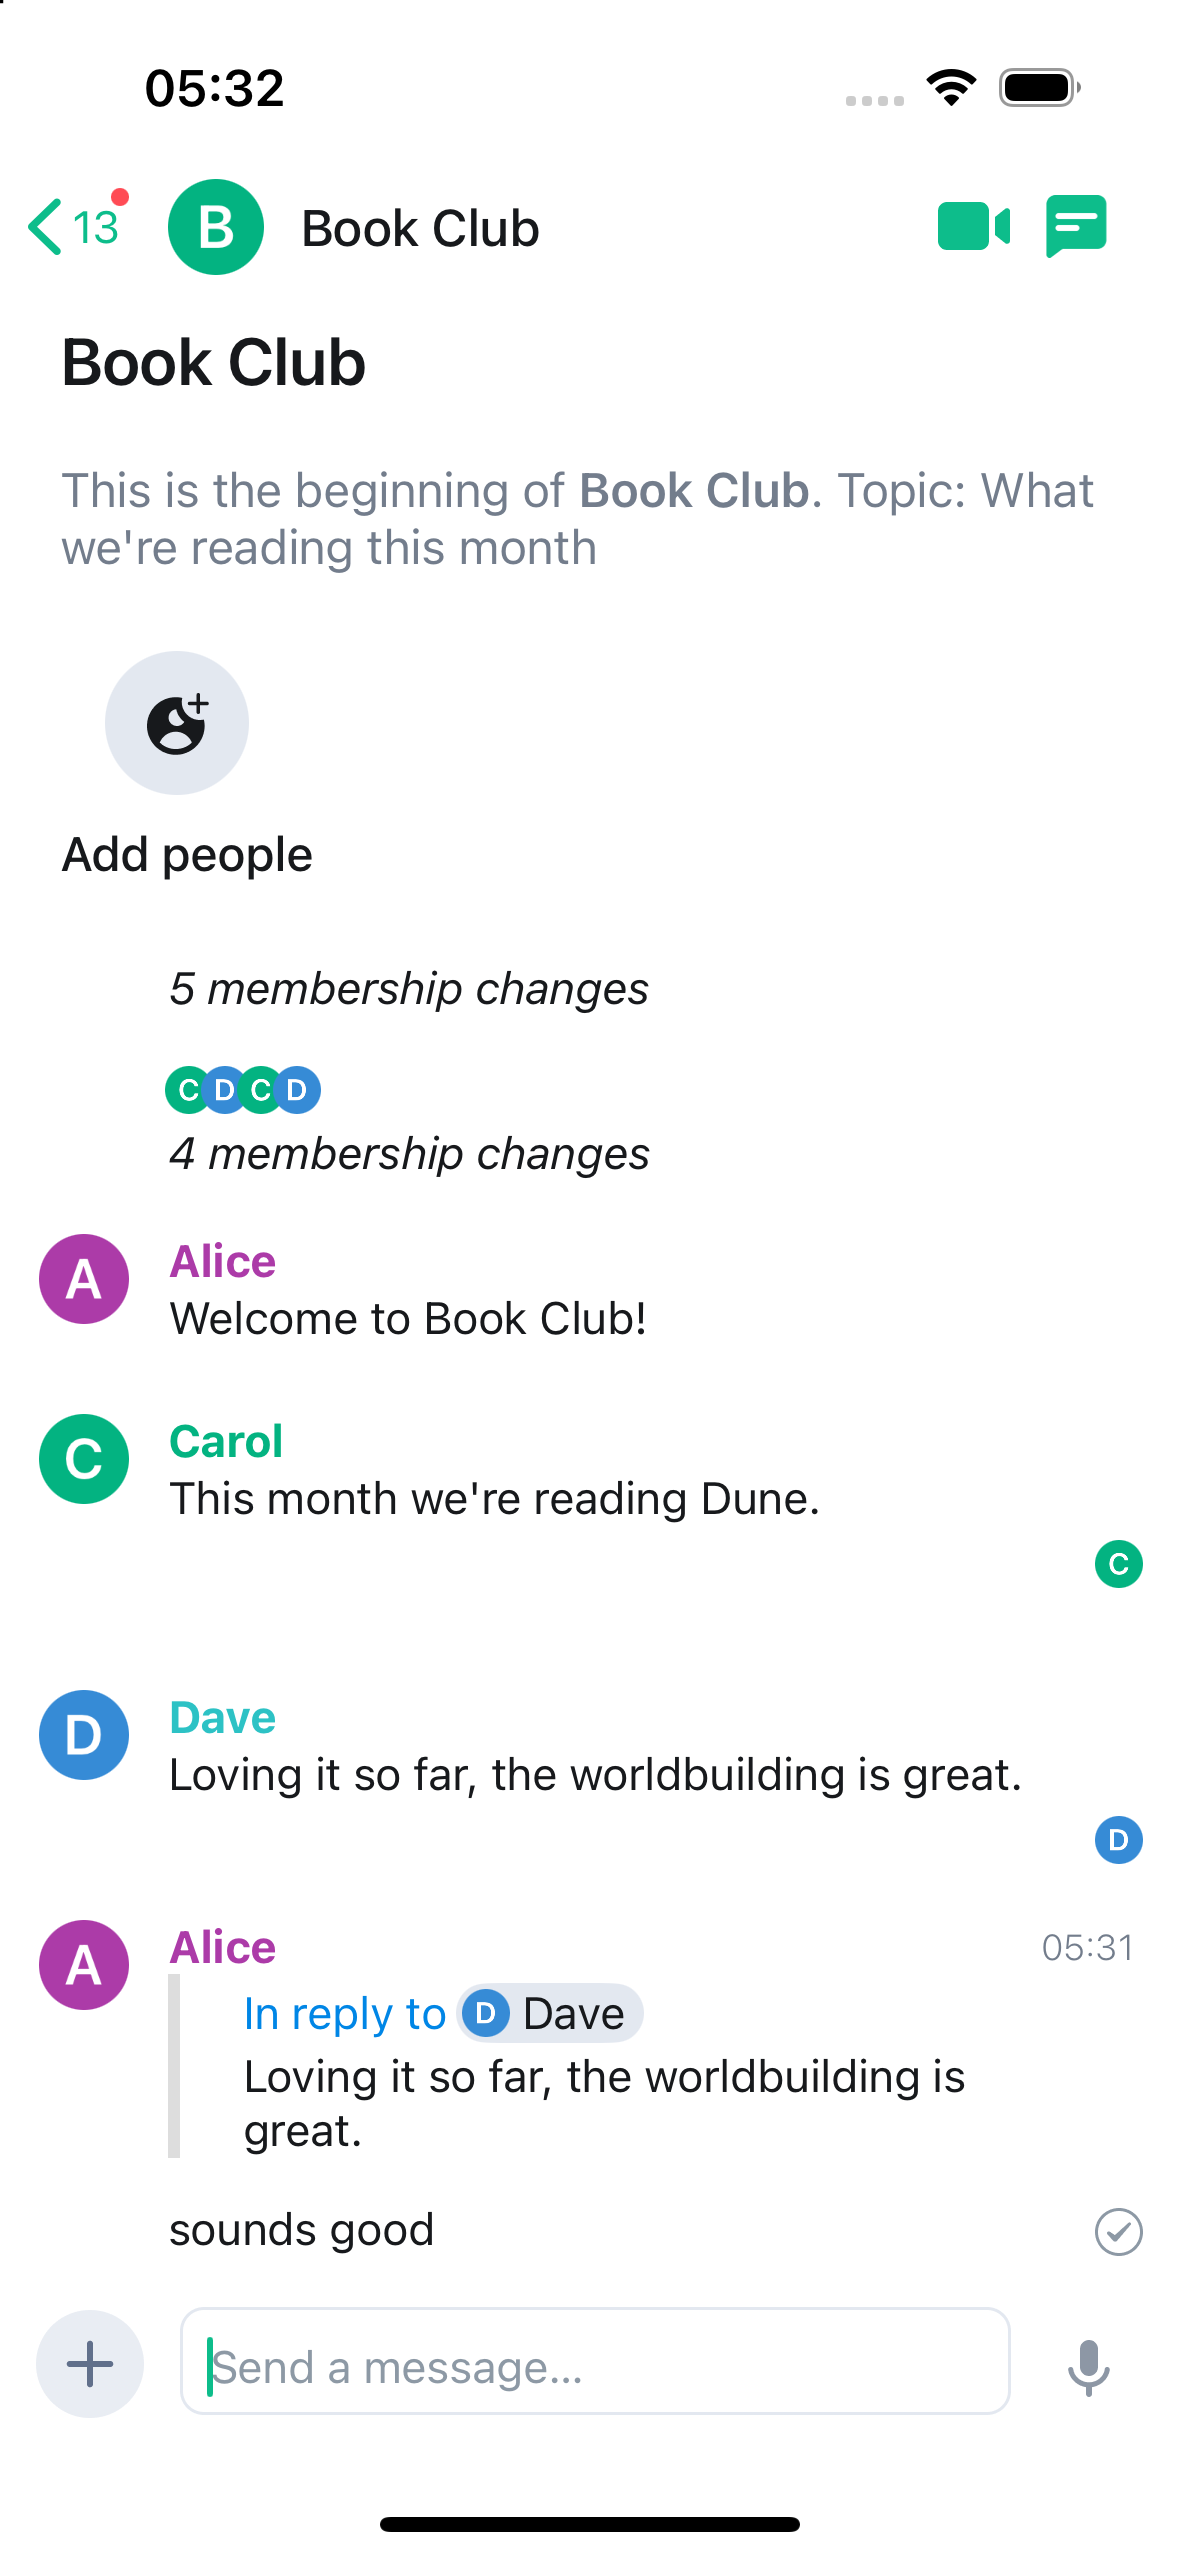 05:32
13
B
Book Club
Book Club
This is the beginning of Book Club. Topic: What
we're reading this month
Add people
5 membership changes
C D C D
4 membership changes
A
Alice
Welcome to Book Club!
C
Carol
This month we're reading Dune.
C
D
Dave
Loving it so far, the worldbuilding is great.
D
A
Alice
05:31
In reply to D Dave
Loving it so far, the worldbuilding is
great.
sounds good
Send a message...